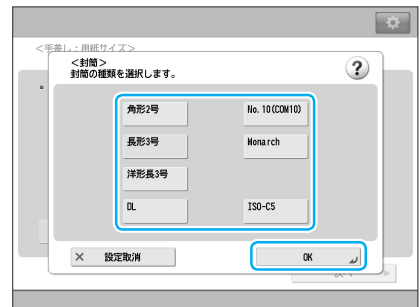 <手差し:用紙サイズ>
<封筒>
封筒の種類を選択します。
?
角形2号
No. 10(COM10)
長形3号
Monarch
洋形長3号
DL
ISO-C5
× 設定取消
OK
次へ